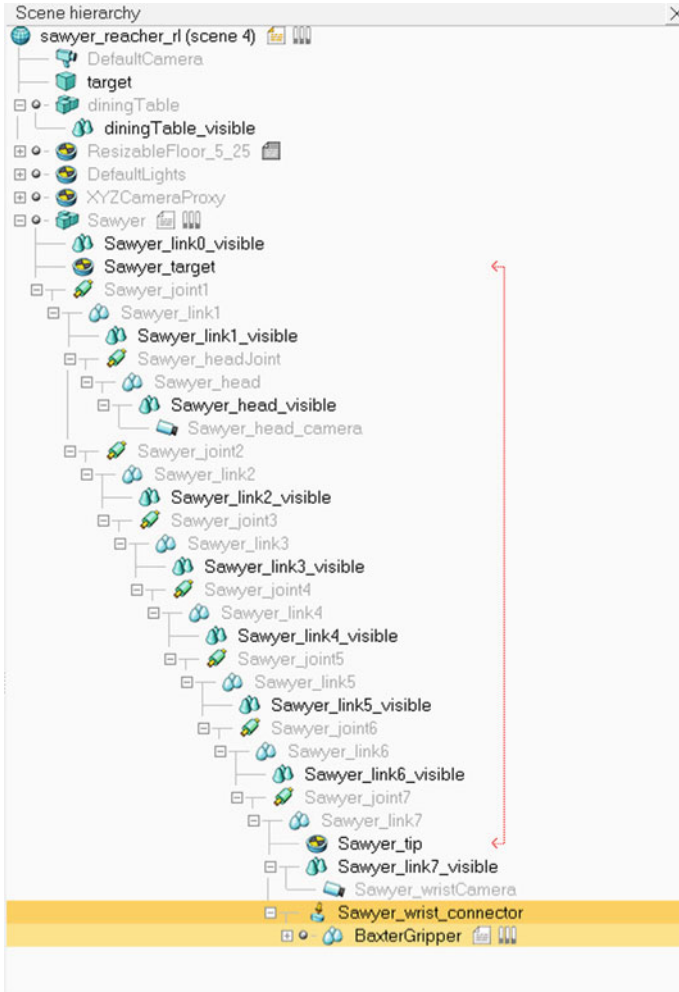 Scene hierarchy
sawyer_reacher_rl (scene 4)
DefaultCamera
target
diningTable
diningTable_visible
ResizableFloor_5_25
DefaultLights
XYZCameraProxy
Sawyer
Sawyer_link0_visible
Sawyer_target
Sawyer_joint1
Sawyer_link1
Sawyer_link1_visible
Sawyer_headJoint
Sawyer_head
Sawyer_head_visible
Sawyer_head_camera
Sawyer_joint2
Sawyer_link2
Sawyer_link2_visible
Sawyer_joint3
Sawyer_link3
Sawyer_link3_visible
Sawyer_joint4
Sawyer_link4
Sawyer_link4_visible
Sawyer_joint5
Sawyer_link5
Sawyer_link5_visible
Sawyer_joint6
Sawyer_link6
Sawyer_link6_visible
Sawyer_joint7
Sawyer_link7
Sawyer_tip
Sawyer_link7_visible
Sawyer_wristCamera
Sawyer_wrist_connector
BaxterGripper